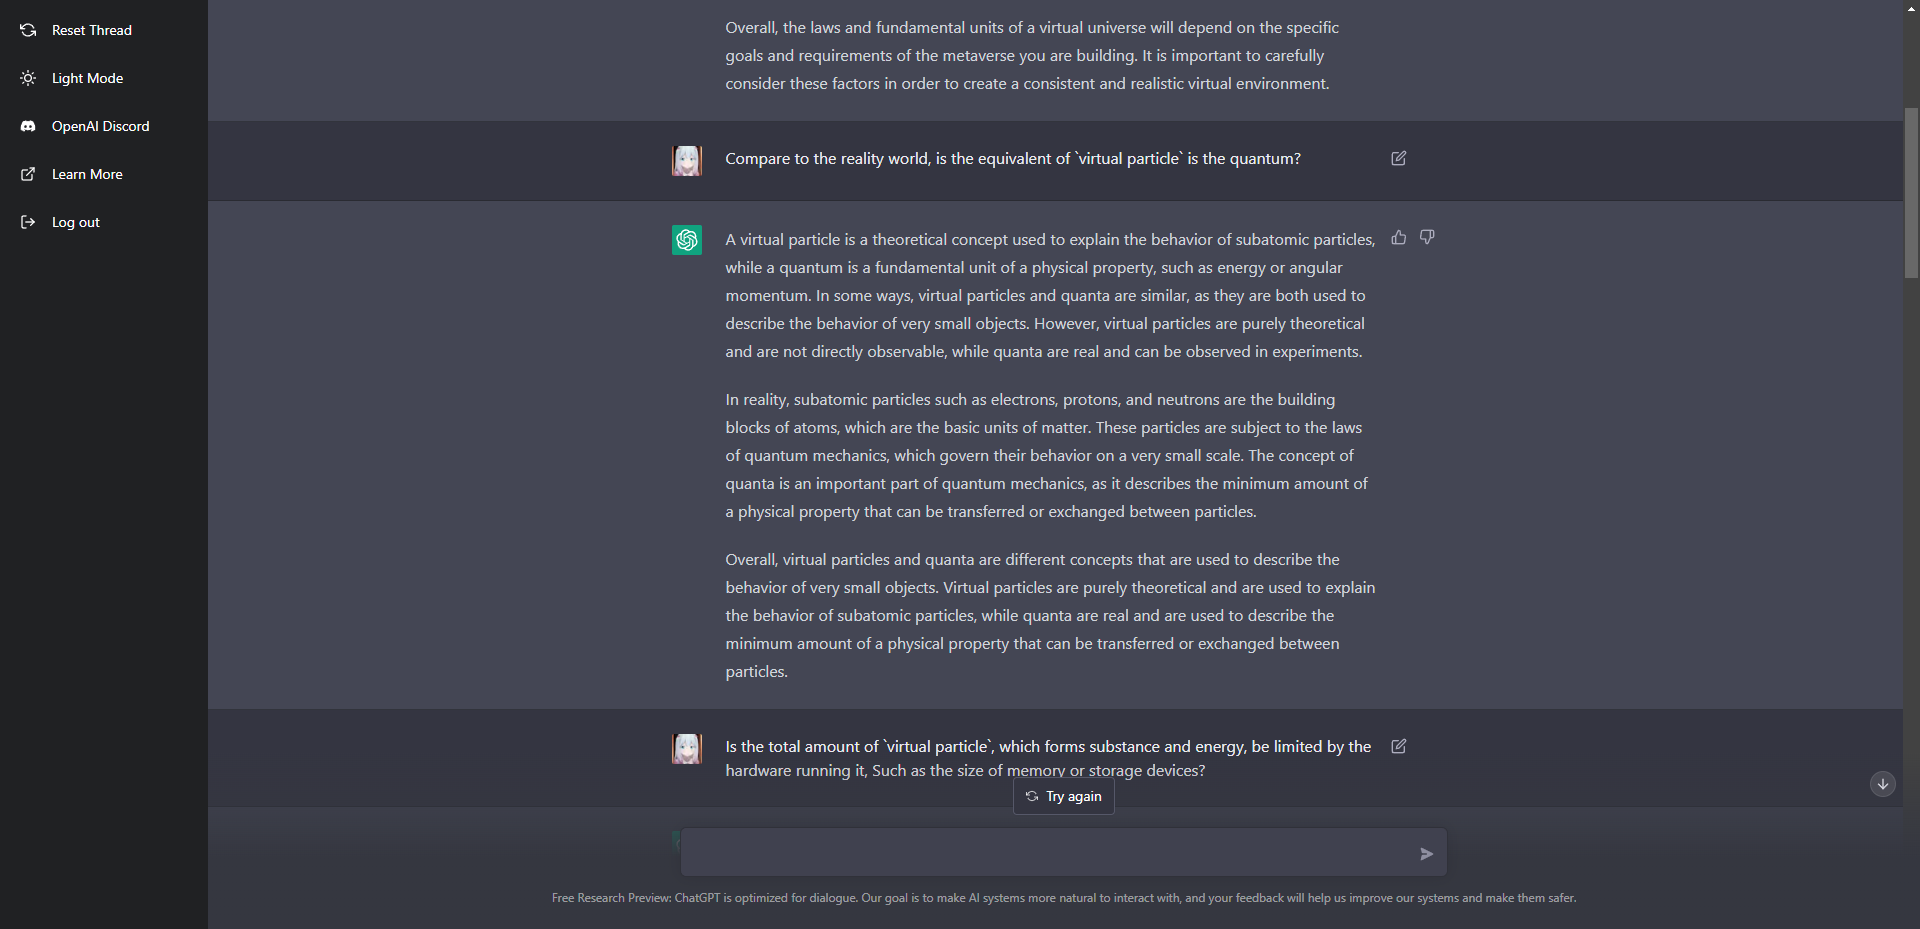 Reset Thread
Light Mode
OpenAI Discord
Learn More
Log out
Overall, the laws and fundamental units of a virtual universe will depend on the specific
goals and requirements of the metaverse you are building. It is important to carefully
consider these factors in order to create a consistent and realistic virtual environment.
Compare to the reality world, is the equivalent of `virtual particle` is the quantum?
A virtual particle is a theoretical concept used to explain the behavior of subatomic particles,
while a quantum is a fundamental unit of a physical property, such as energy or angular
momentum. In some ways, virtual particles and quanta are similar, as they are both used to
describe the behavior of very small objects. However, virtual particles are purely theoretical
and are not directly observable, while quanta are real and can be observed in experiments.
In reality, subatomic particles such as electrons, protons, and neutrons are the building
blocks of atoms, which are the basic units of matter. These particles are subject to the laws
of quantum mechanics, which govern their behavior on a very small scale. The concept of
quanta is an important part of quantum mechanics, as it describes the minimum amount of
a physical property that can be transferred or exchanged between particles.
Overall, virtual particles and quanta are different concepts that are used to describe the
behavior of very small objects. Virtual particles are purely theoretical and are used to explain
the behavior of subatomic particles, while quanta are real and are used to describe the
minimum amount of a physical property that can be transferred or exchanged between
particles.
Is the total amount of `virtual particle`, which forms substance and energy, be limited by the
hardware running it, Such as the size of memory or storage devices?
Try again
Free Research Preview: ChatGPT is optimized for dialogue. Our goal is to make AI systems more natural to interact with, and your feedback will help us improve our systems and make them safer.